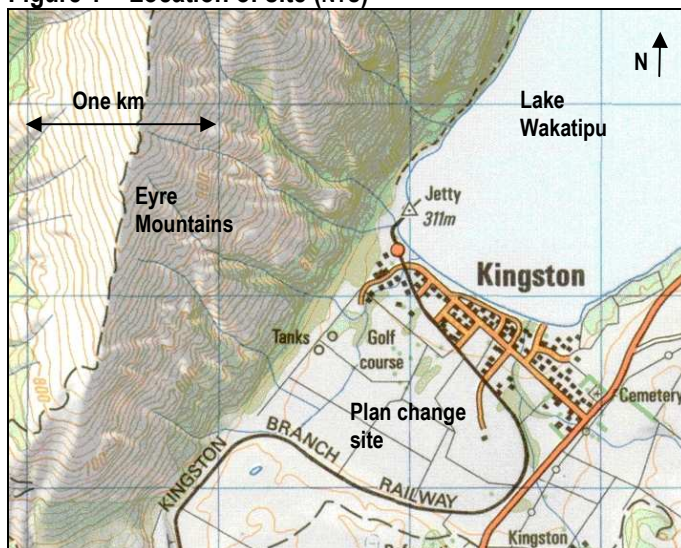 Figure 1 – Location of site (NTS)
N
One km
Lake
Wakatipu
Eyre
Mountains
Jetty
311m
Kingston
Tanks
Golf
course
Cemetery
Plan change
site
KINGSTON BRANCH RAILWAY
Kingston